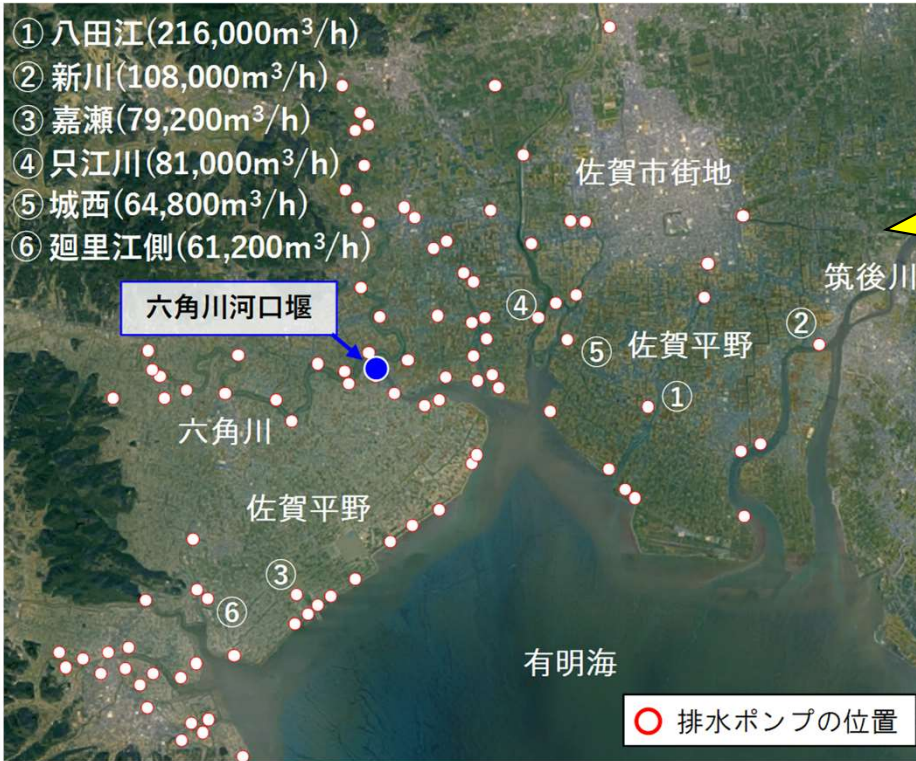 ① 八田江(216,000m³/h)
② 新川(108,000m³/h)
③ 嘉瀬(79,200m³/h)
④ 只江川(81,000m³/h)
⑤ 城西(64,800m³/h)
⑥ 廻里江側(61,200m³/h)
佐賀市街地
筑後川
六角川河口堰
④
②
⑤
佐賀平野
①
六角川
佐賀平野
③
⑥
有明海
排水ポンプの位置